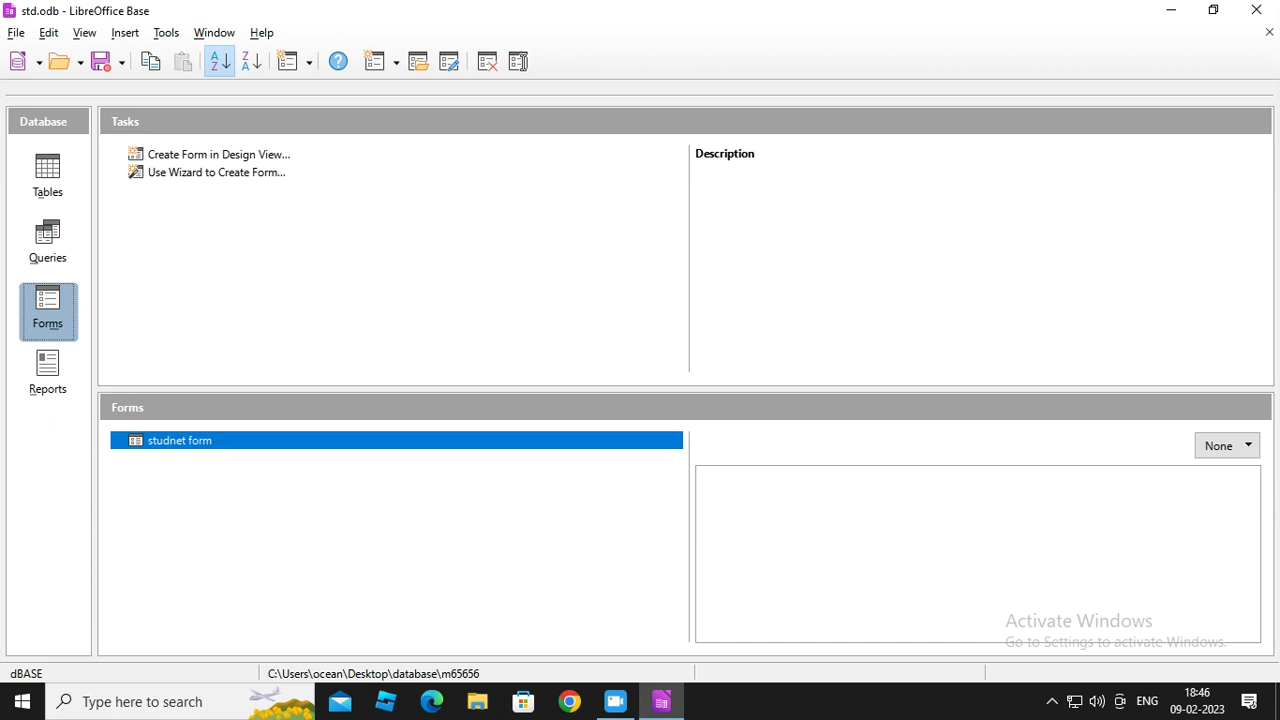 std.odb - LibreOffice Base
File Edit View Insert Tools Window Help
Database
Tables
Queries
Forms
Reports
Tasks
Create Form in Design View...
Use Wizard to Create Form...
Description
Forms
studnet form
None
Activate Windows
Go to Settings to activate Windows.
dBASE C:\Users\ocean\Desktop\database\m65656
Type here to search
ENG
18:46
09-02-2023